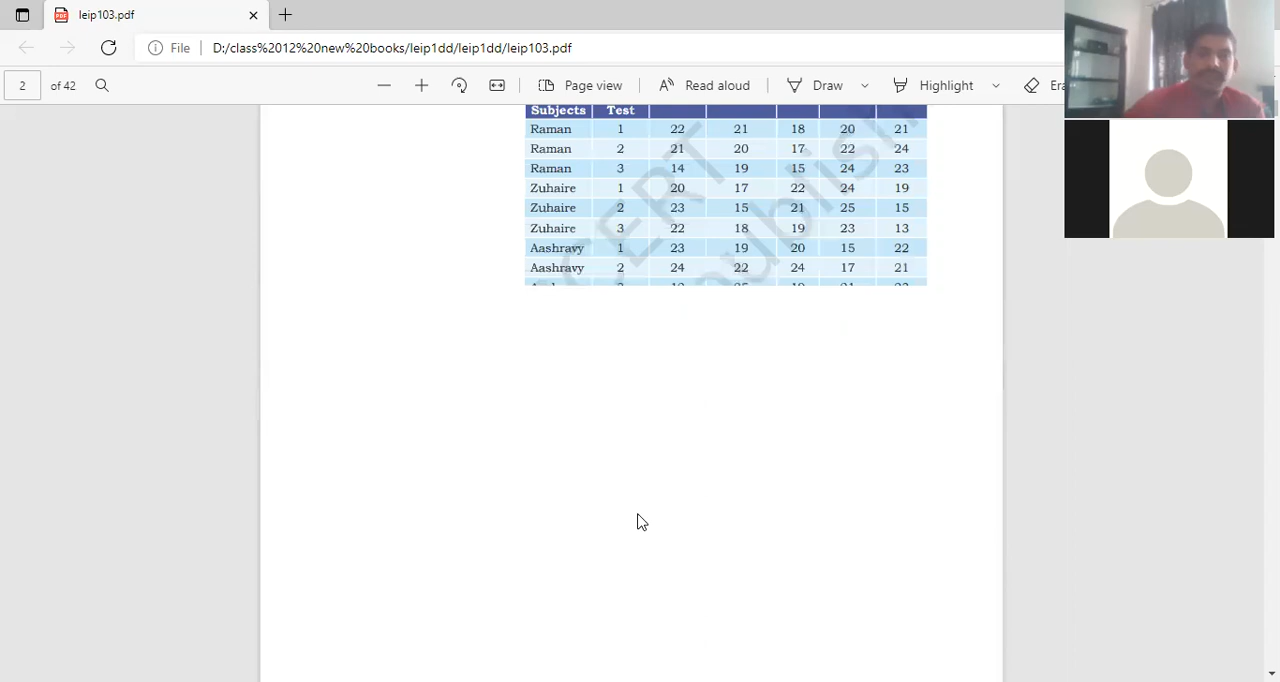 leip103.pdf
File D:/class%2012%20new%20books/leip1dd/leip1dd/leip103.pdf
2 of 42 Page view Read aloud Draw Highlight Era
Subjects Test
Raman 1 22 21 18 20 21
Raman 2 21 20 17 22 24
Raman 3 14 19 15 24 23
Zuhaire 1 20 17 22 24 19
Zuhaire 2 23 15 21 25 15
Zuhaire 3 22 18 19 23 13
Aashravy 1 23 19 20 15 22
Aashravy 2 24 22 24 17 21
CERT
publish